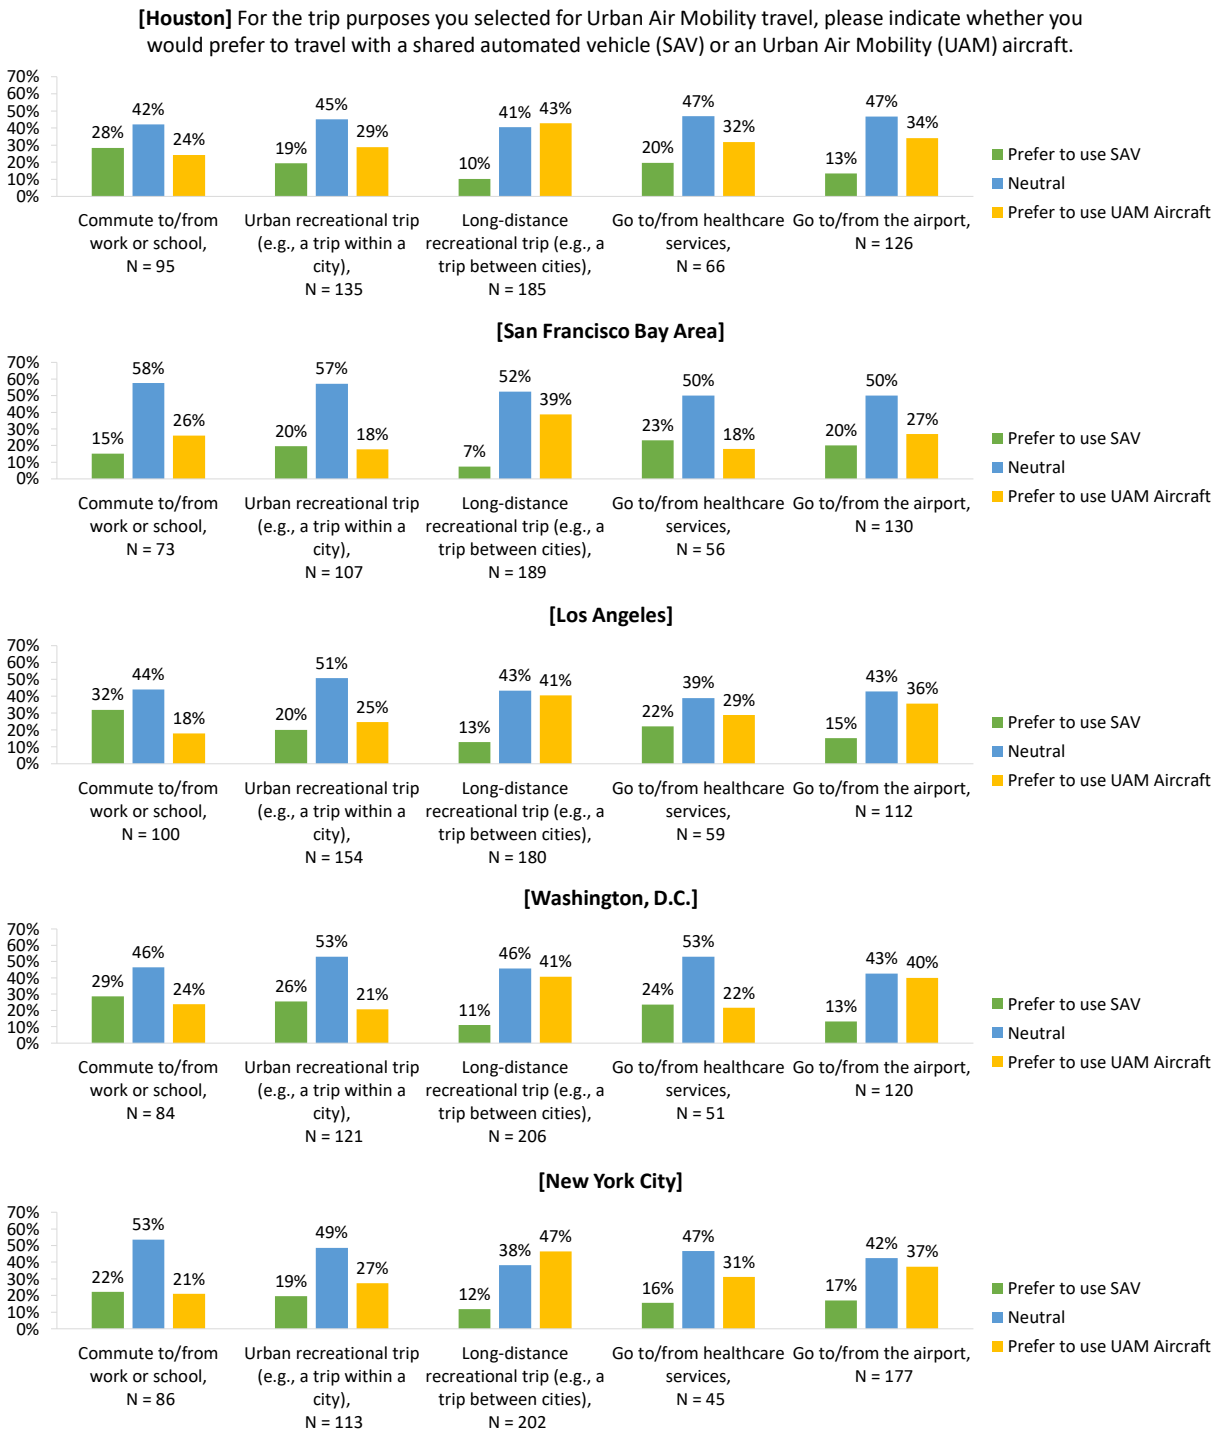 [Houston] For the trip purposes you selected for Urban Air Mobility travel, please indicate whether you
would prefer to travel with a shared automated vehicle (SAV) or an Urban Air Mobility (UAM) aircraft.
70%
60%
50%
40%
30%
20%
10%
0%
28% 42% 24%
19% 45% 29%
10% 41% 43%
20% 47% 32%
13% 47% 34%
Commute to/from
work or school,
N = 95
Urban recreational trip
(e.g., a trip within a
city),
N = 135
Long-distance
recreational trip (e.g., a
trip between cities),
N = 185
Go to/from healthcare
services,
N = 66
Go to/from the airport,
N = 126
Prefer to use SAV
Neutral
Prefer to use UAM Aircraft
[San Francisco Bay Area]
70%
60%
50%
40%
30%
20%
10%
0%
15% 58% 26%
20% 57% 18%
7% 52% 39%
23% 50% 18%
20% 50% 27%
Commute to/from
work or school,
N = 73
Urban recreational trip
(e.g., a trip within a
city),
N = 107
Long-distance
recreational trip (e.g., a
trip between cities),
N = 189
Go to/from healthcare
services,
N = 56
Go to/from the airport,
N = 130
Prefer to use SAV
Neutral
Prefer to use UAM Aircraft
[Los Angeles]
70%
60%
50%
40%
30%
20%
10%
0%
32% 44% 18%
20% 51% 25%
13% 43% 41%
22% 39% 29%
15% 43% 36%
Commute to/from
work or school,
N = 100
Urban recreational trip
(e.g., a trip within a
city),
N = 154
Long-distance
recreational trip (e.g., a
trip between cities),
N = 180
Go to/from healthcare
services,
N = 59
Go to/from the airport,
N = 112
Prefer to use SAV
Neutral
Prefer to use UAM Aircraft
[Washington, D.C.]
70%
60%
50%
40%
30%
20%
10%
0%
29% 46% 24%
26% 53% 21%
11% 46% 41%
24% 53% 22%
13% 43% 40%
Commute to/from
work or school,
N = 84
Urban recreational trip
(e.g., a trip within a
city),
N = 121
Long-distance
recreational trip (e.g., a
trip between cities),
N = 206
Go to/from healthcare
services,
N = 51
Go to/from the airport,
N = 120
Prefer to use SAV
Neutral
Prefer to use UAM Aircraft
[New York City]
70%
60%
50%
40%
30%
20%
10%
0%
22% 53% 21%
19% 49% 27%
12% 38% 47%
16% 47% 31%
17% 42% 37%
Commute to/from
work or school,
N = 86
Urban recreational trip
(e.g., a trip within a
city),
N = 113
Long-distance
recreational trip (e.g., a
trip between cities),
N = 202
Go to/from healthcare
services,
N = 45
Go to/from the airport,
N = 177
Prefer to use SAV
Neutral
Prefer to use UAM Aircraft